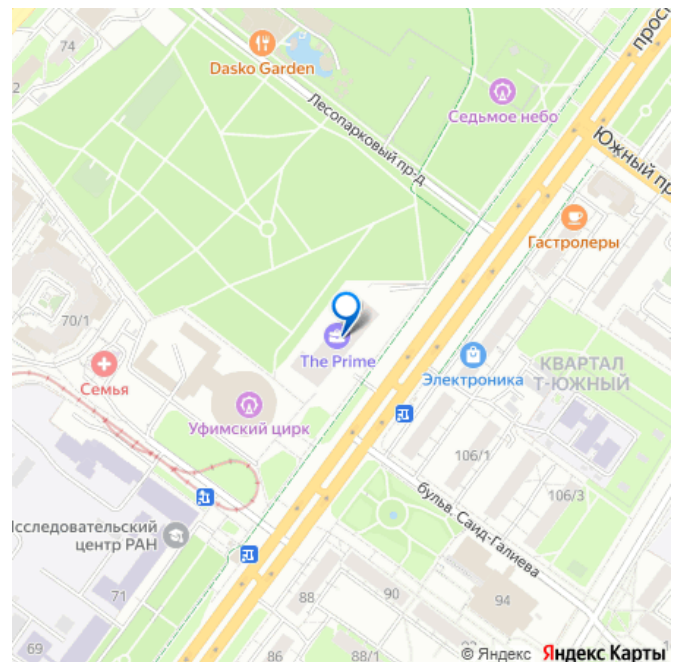 74
2
Dasko Garden
прос
Седьмое небо
Лесопарковый пр-д
Южный пр
Гастролеры
70/1
The Prime
Семья
Электроника
КВАРТАЛ
Т-ЮЖНЫЙ
Уфимский цирк
106/1
106/3
бульв. Саид-Галиева
Исследовательский
центр РАН
71
88
90
94
69
86
88/1
© Яндекс Яндекс Карты